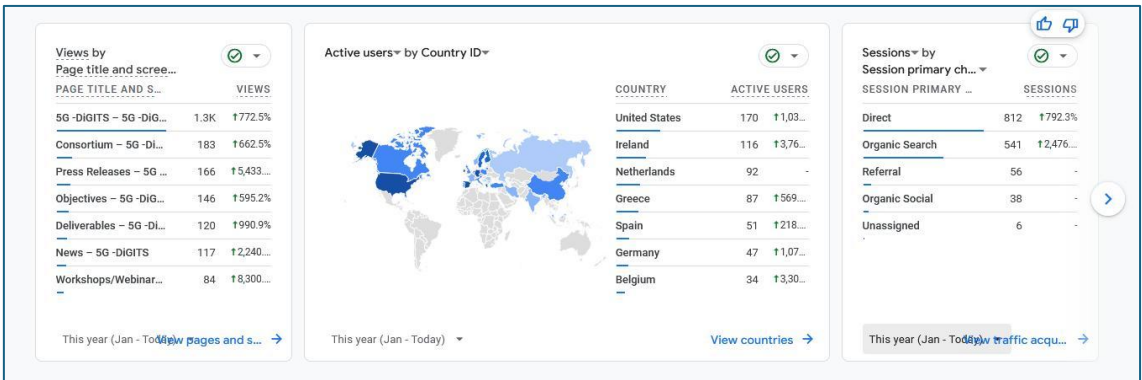 Views by
Page title and scree...
PAGE TITLE AND S... VIEWS
5G -DiGITS – 5G -DiG... 1.3K ↑772.5%
Consortium – 5G -Di... 183 ↑662.5%
Press Releases – 5G ... 166 ↑5,433....
Objectives – 5G -DiG... 146 ↑595.2%
Deliverables – 5G -Di... 120 ↑990.9%
News – 5G -DiGITS 117 ↑2,240....
Workshops/Webinar... 84 ↑8,300....
This year (Jan - Today)
View pages and s... →
Active users by Country ID
COUNTRY ACTIVE USERS
United States 170 ↑1,03...
Ireland 116 ↑3,76...
Netherlands 92 -
Greece 87 ↑569....
Spain 51 ↑218....
Germany 47 ↑1,07...
Belgium 34 ↑3,30...
This year (Jan - Today)
View countries →
Sessions by
Session primary ch...
SESSION PRIMARY ... SESSIONS
Direct 812 ↑792.3%
Organic Search 541 ↑2,476....
Referral 56 -
Organic Social 38 -
Unassigned 6 -
This year (Jan - Today)
View traffic acqu... →